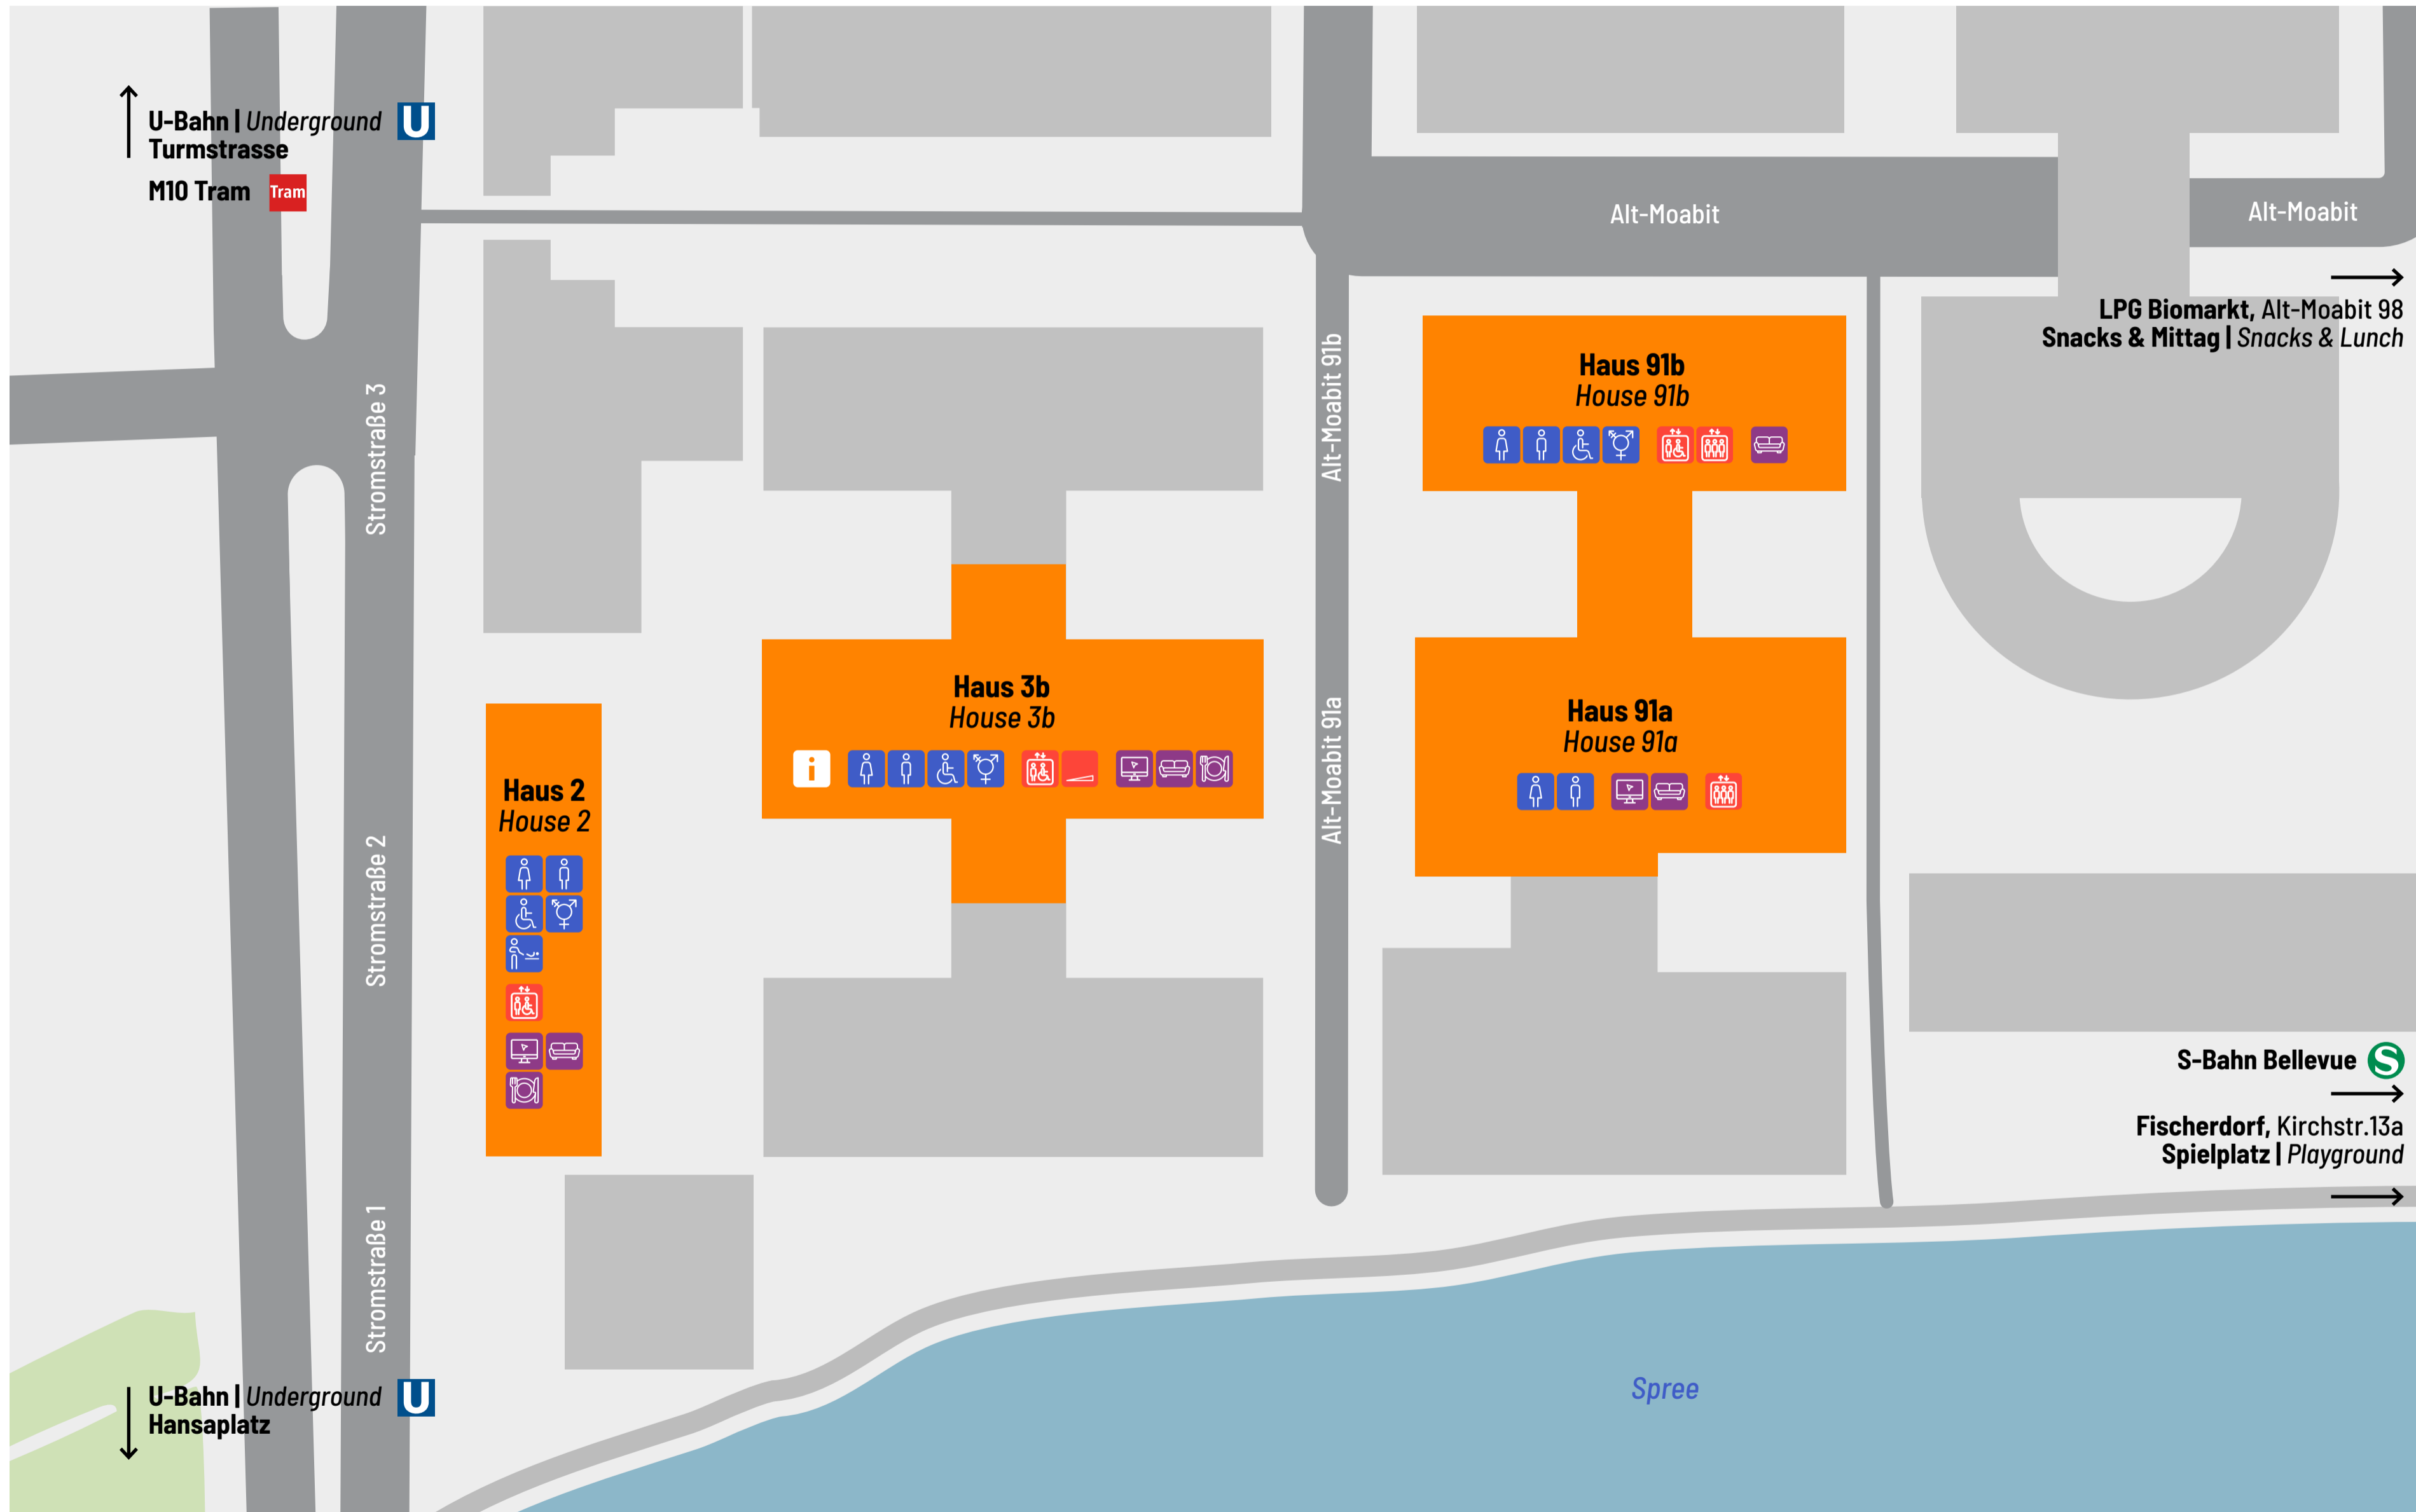 U-Bahn | Underground U
Turmstrasse
M10 Tram Tram
Alt-Moabit
Alt-Moabit
LPG Biomarkt, Alt-Moabit 98
Snacks & Mittag | Snacks & Lunch
Stromstraße 3
Alt-Moabit 91b
Haus 91b
House 91b
Haus 3b
House 3b
i
Alt-Moabit 91a
Haus 91a
House 91a
Haus 2
House 2
Stromstraße 2
S-Bahn Bellevue S
Fischerdorf, Kirchstr.13a
Spielplatz | Playground
Stromstraße 1
U-Bahn | Underground U
Hansaplatz
Spree